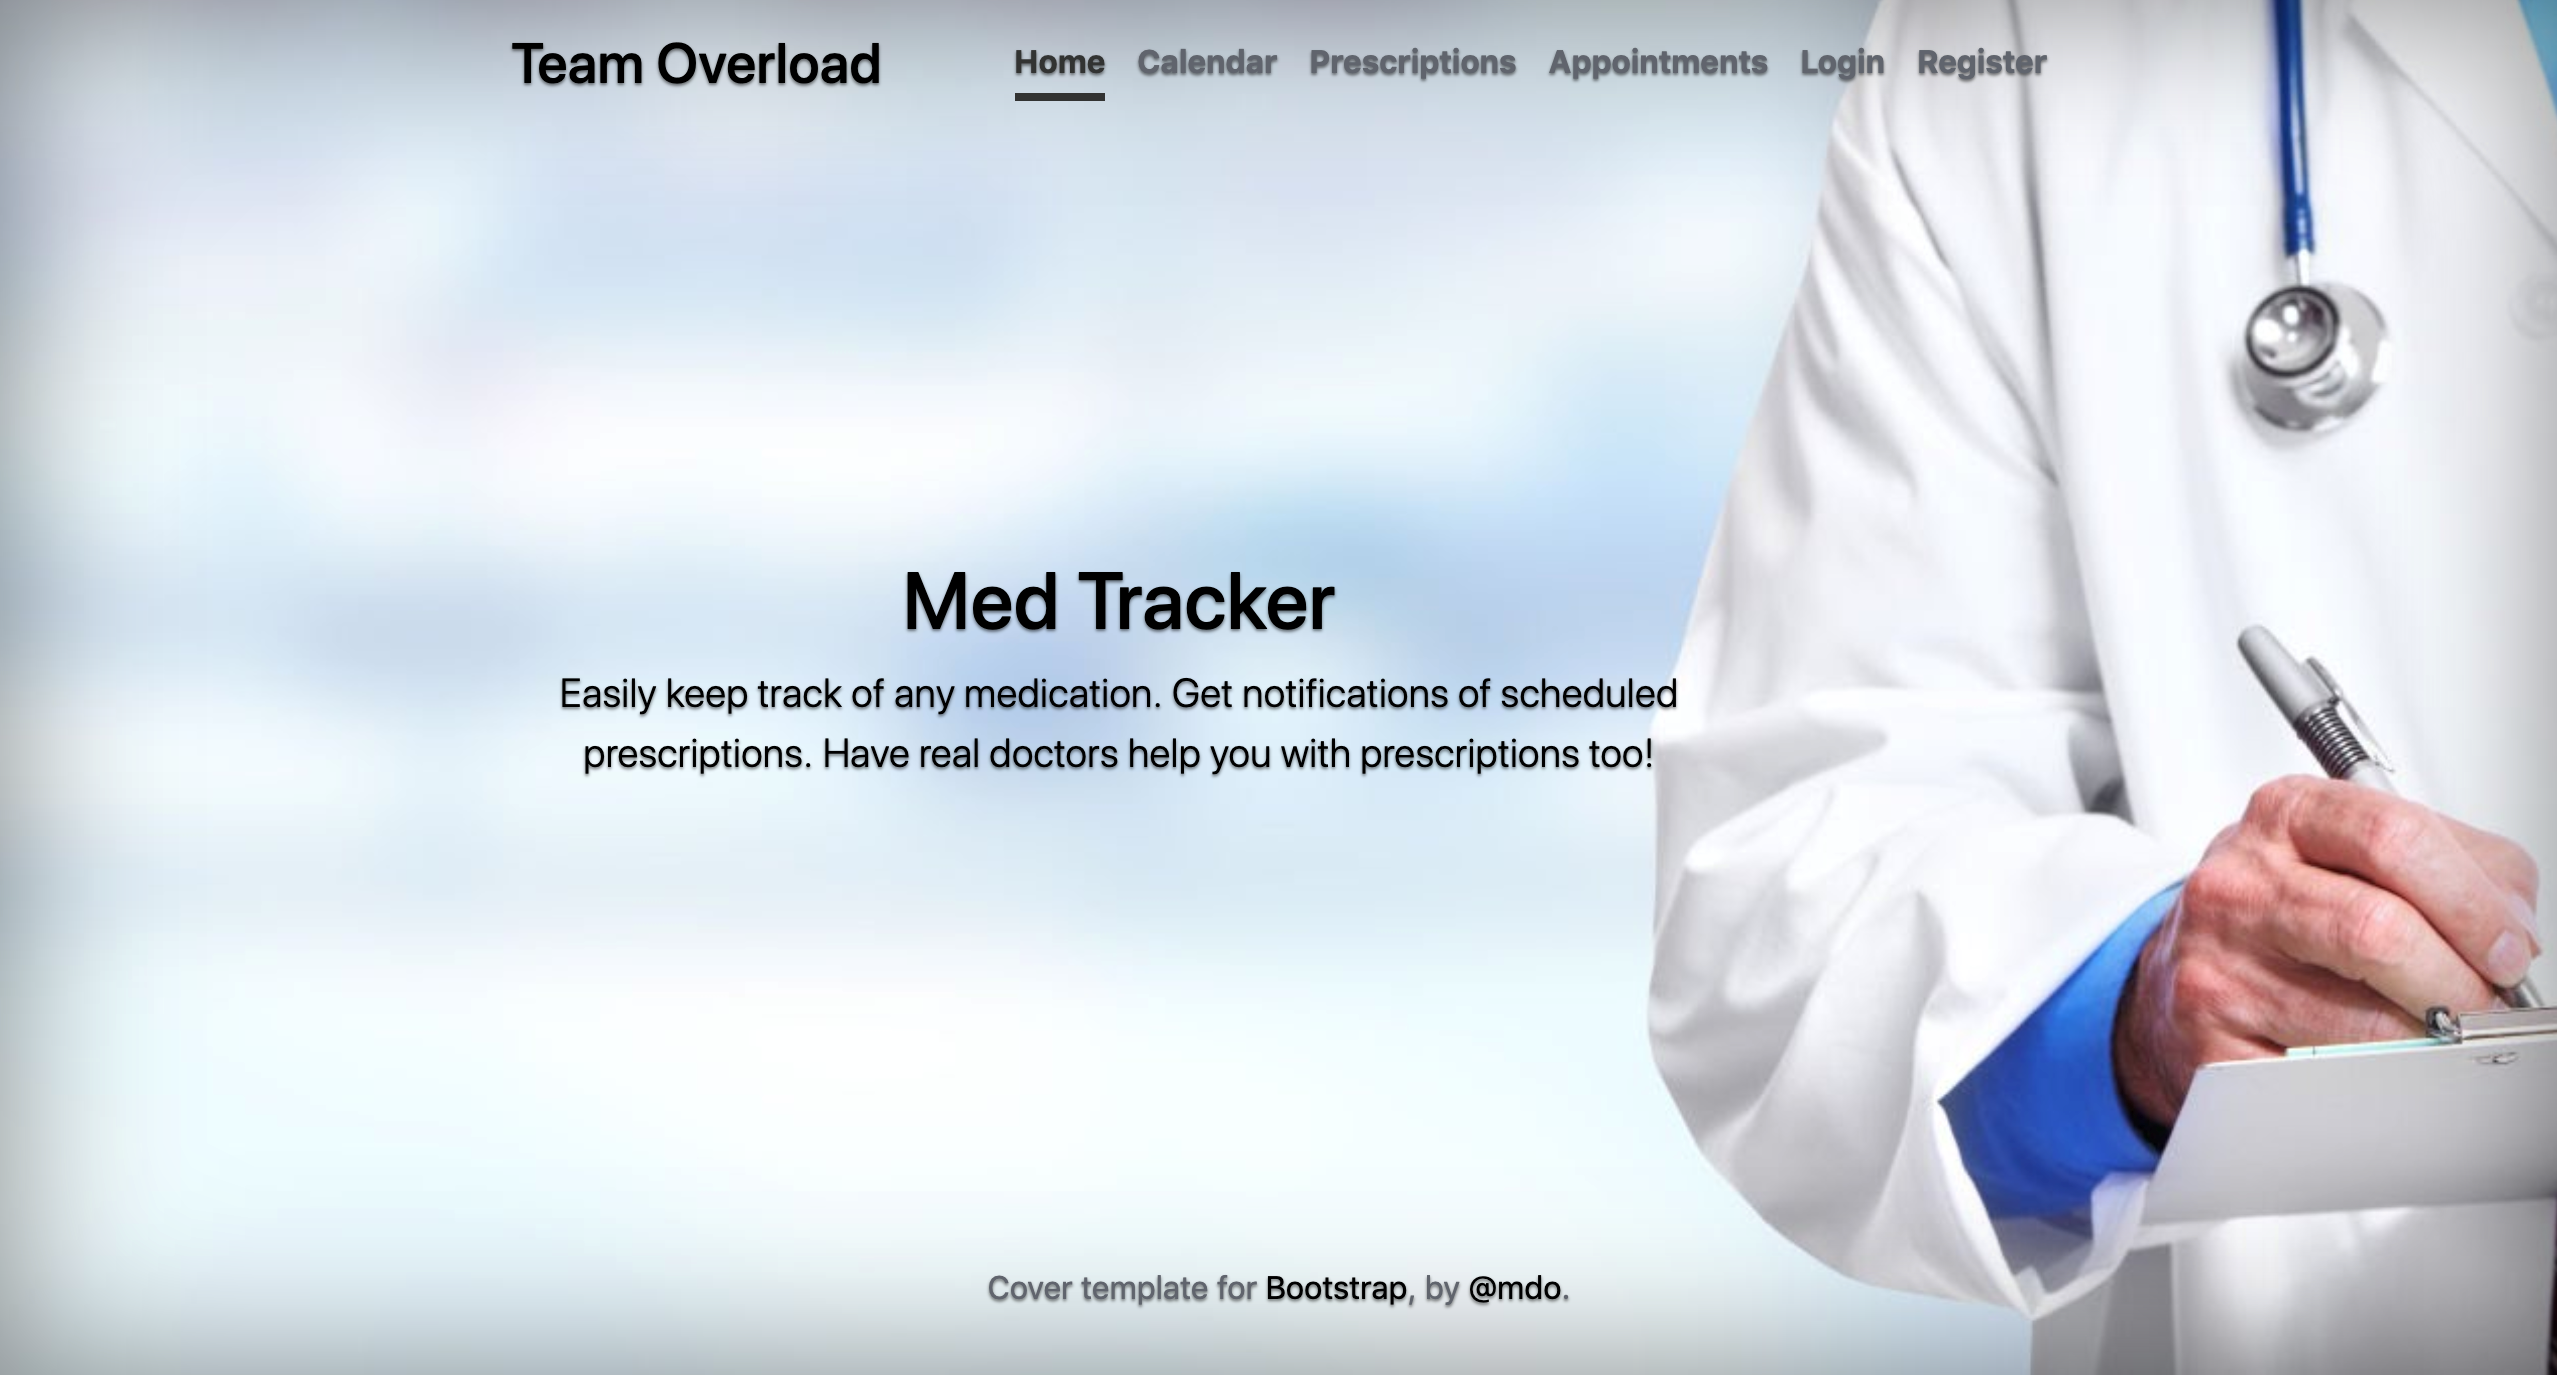 Team Overload
Home Calendar Prescriptions Appointments Login Register
Med Tracker
Easily keep track of any medication. Get notifications of scheduled
prescriptions. Have real doctors help you with prescriptions too!
Cover template for Bootstrap, by @mdo.